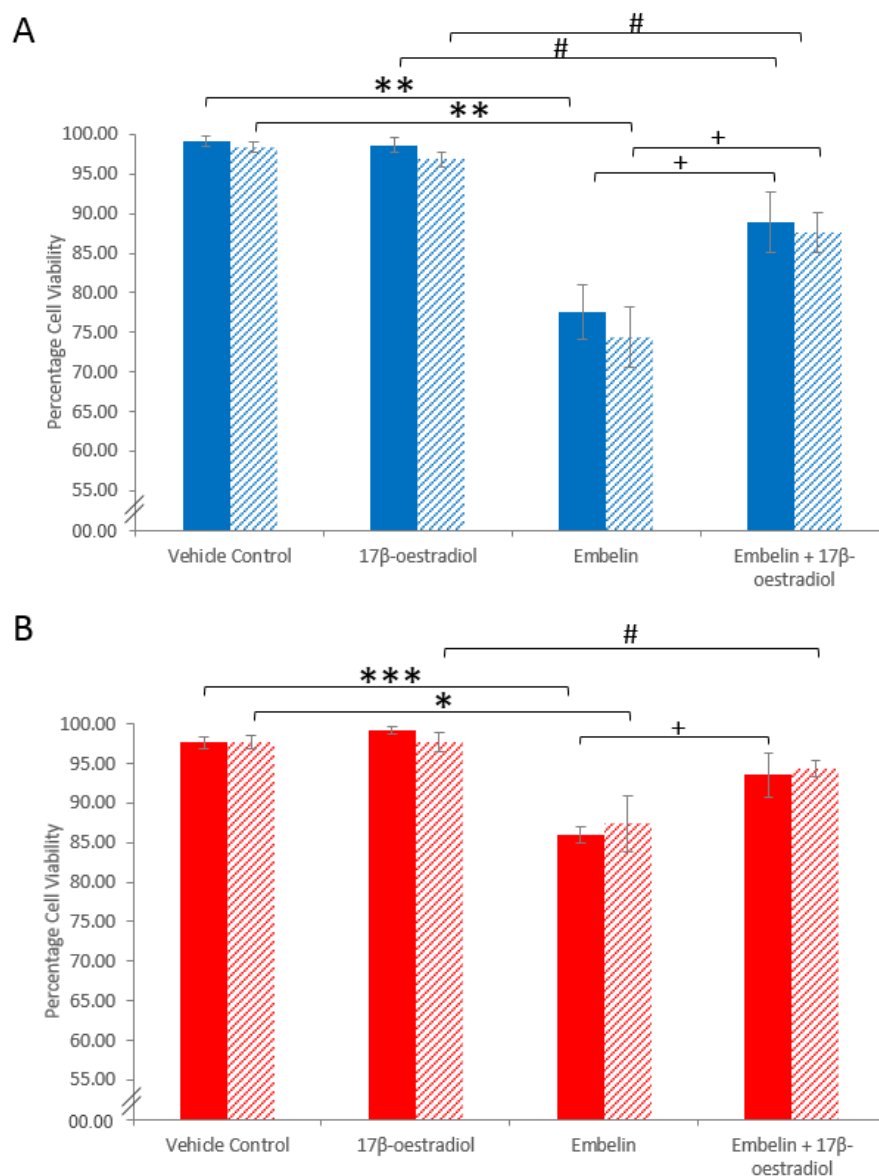 A
#
#
**
**
+
+
Percentage Cell Viability
100.00
95.00
90.00
85.00
80.00
75.00
70.00
65.00
60.00
55.00
00.00
Vehicle Control
17β-oestradiol
Embelin
Embelin + 17β-
oestradiol
B
#
***
*
+
Percentage Cell Viability
100.00
95.00
90.00
85.00
80.00
75.00
70.00
65.00
60.00
55.00
00.00
Vehicle Control
17β-oestradiol
Embelin
Embelin + 17β-
oestradiol